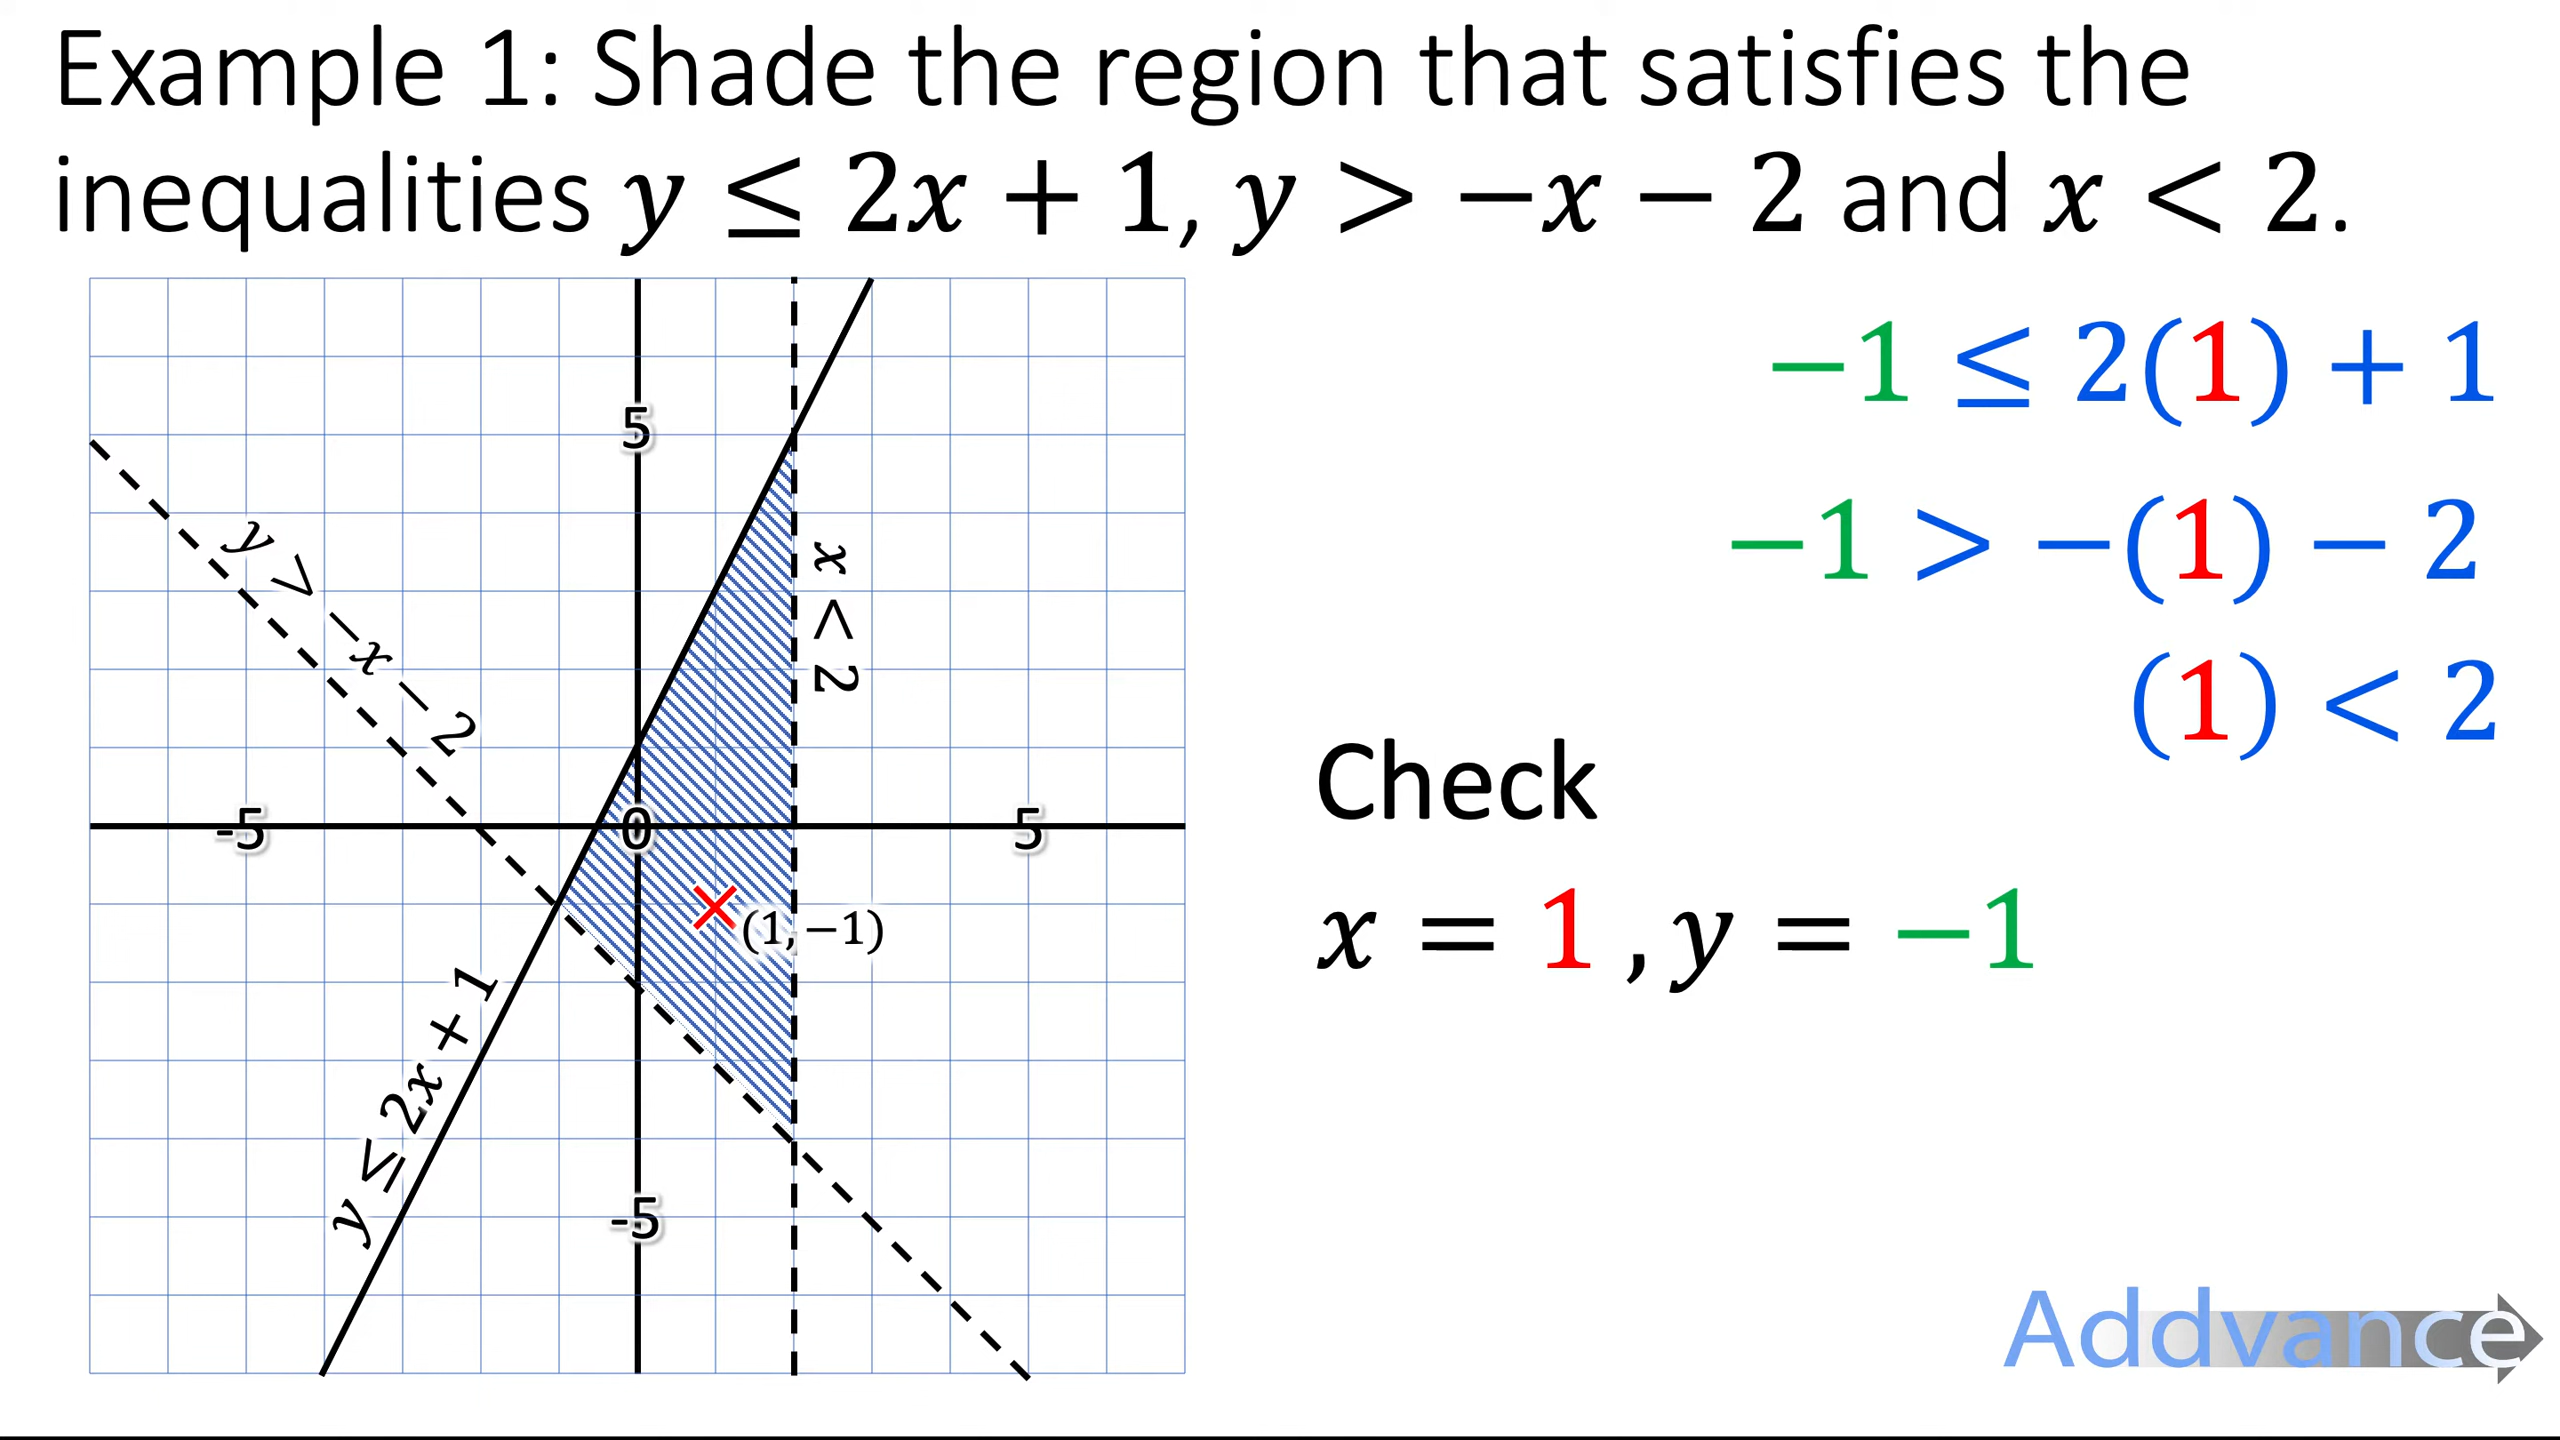 Example 1: Shade the region that satisfies the
inequalities y ≤ 2x + 1, y > −x − 2 and x < 2.
−1 ≤ 2(1) + 1
−1 > −(1) − 2
(1) < 2
Check
x = 1 , y = −1
5
y > −x − 2
x < 2
-5
0
5
(1, −1)
y ≤ 2x + 1
-5
Addvance